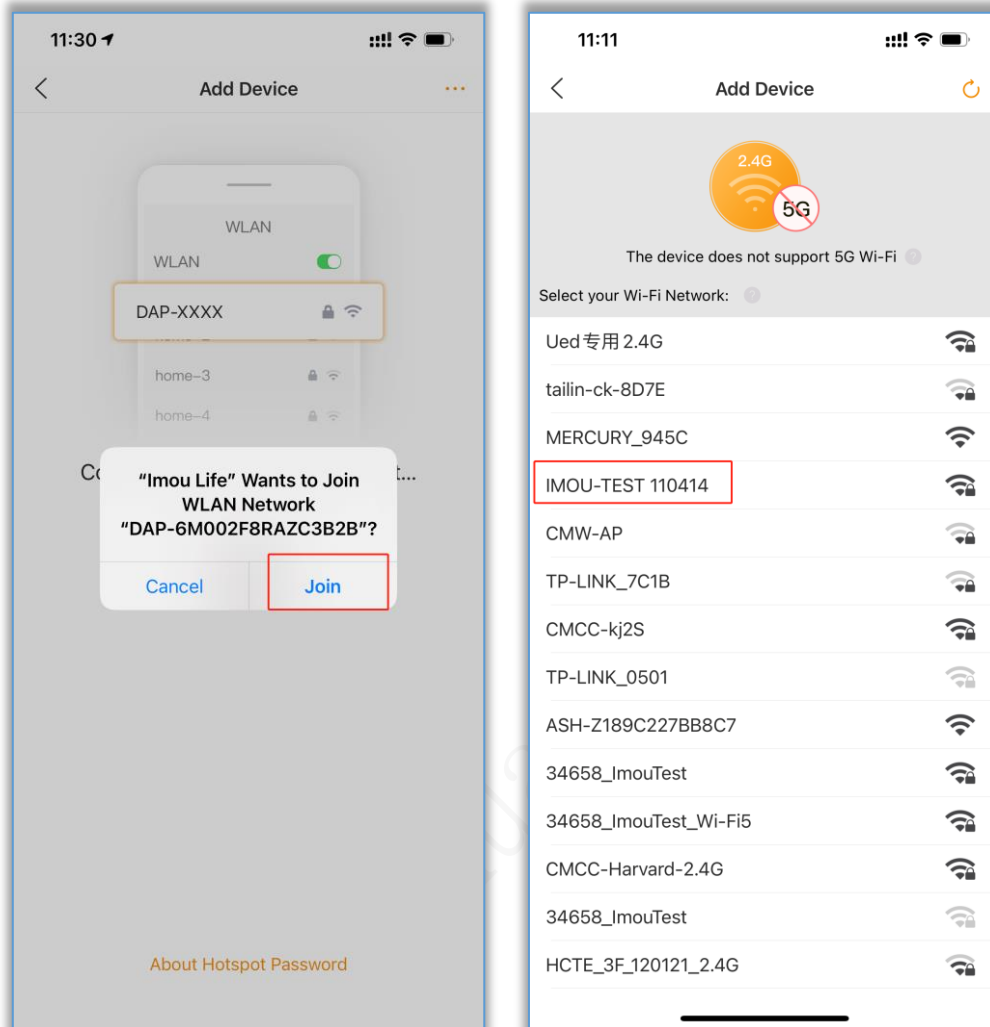 11:30
Add Device
...
WLAN
WLAN
DAP-XXXX
home-3
home-4
“Imou Life” Wants to Join
WLAN Network
“DAP-6M002F8RAZC3B2B”?
Cancel
Join
About Hotspot Password
11:11
Add Device
2.4G
5G
The device does not support 5G Wi-Fi ?
Select your Wi-Fi Network: ?
Ued专用2.4G
tailin-ck-8D7E
MERCURY_945C
IMOU-TEST 110414
CMW-AP
TP-LINK_7C1B
CMCC-kj2S
TP-LINK_0501
ASH-Z189C227BB8C7
34658_ImouTest
34658_ImouTest_Wi-Fi5
CMCC-Harvard-2.4G
34658_ImouTest
HCTE_3F_120121_2.4G